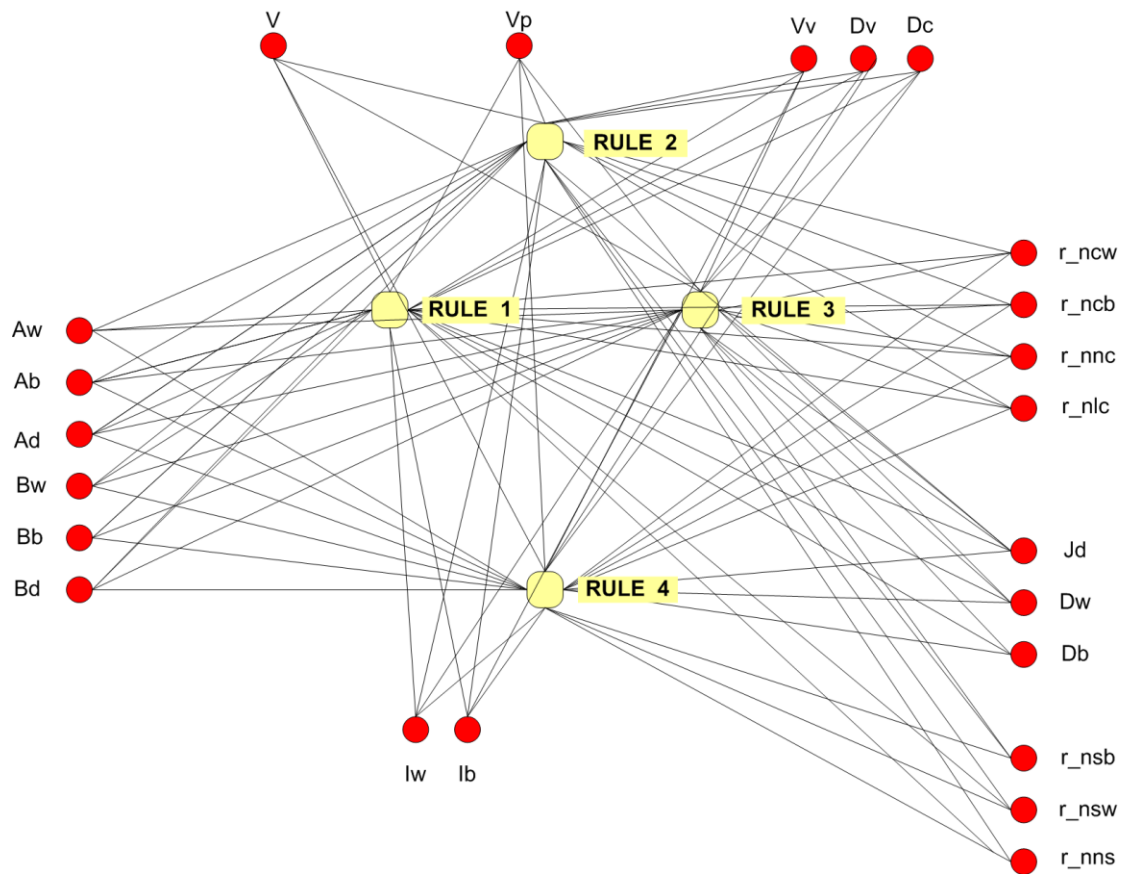 V
Vp
Vv
Dv
Dc
RULE 2
r_ncw
RULE 1
RULE 3
r_ncb
Aw
r_nnc
Ab
r_nlc
Ad
Bw
Bb
Jd
Bd
RULE 4
Dw
Db
r_nsb
Iw
Ib
r_nsw
r_nns